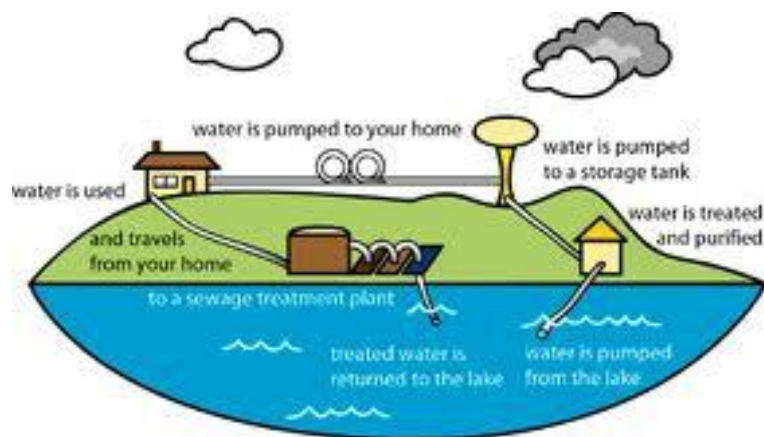 water is pumped to your home
water is pumped
to a storage tank
water is used
water is treated
and purified
and travels
from your home
to a sewage treatment plant
treated water is
returned to the lake
water is pumped
from the lake